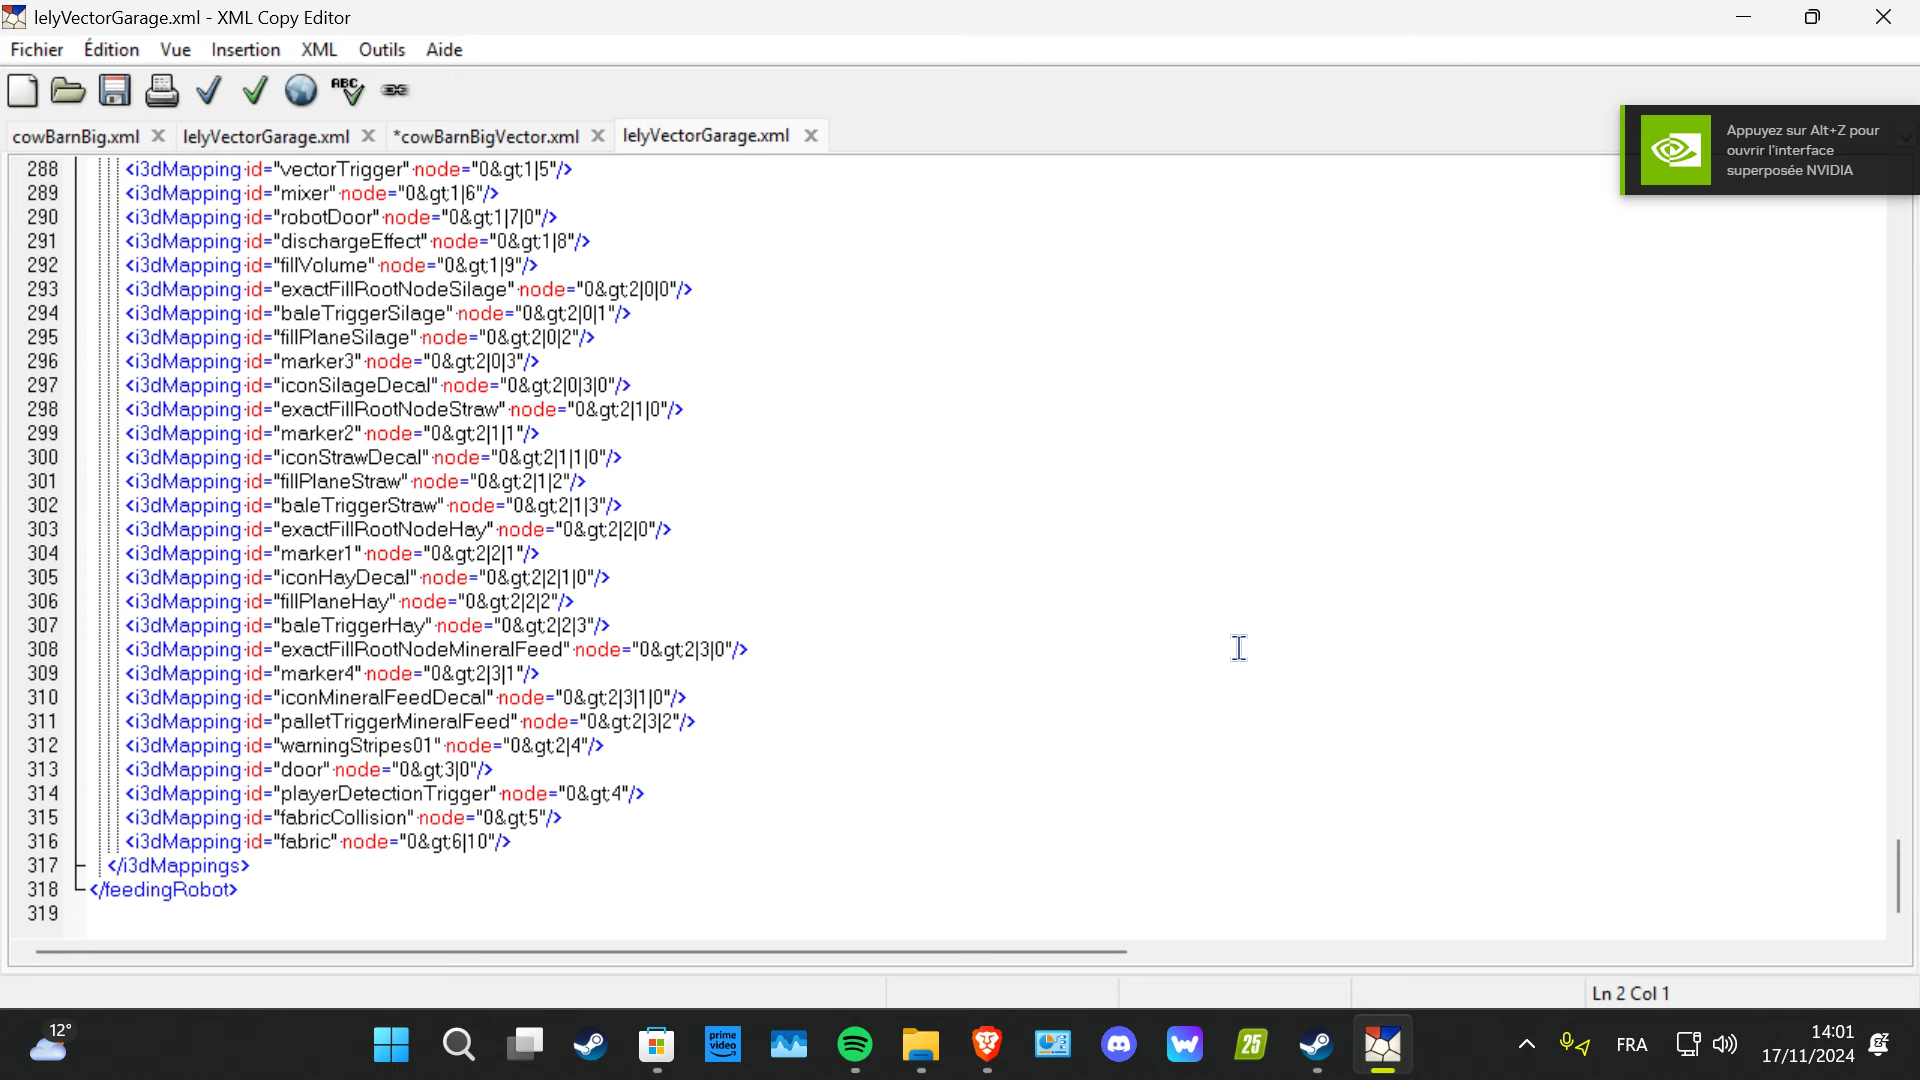 lelyVectorGarage.xml - XML Copy Editor
Fichier Édition Vue Insertion XML Outils Aide
ABC
cowBarnBig.xml lelyVectorGarage.xml *cowBarnBigVector.xml lelyVectorGarage.xml
Appuyez sur Alt+Z pour
ouvrir l'interface
superposée NVIDIA
288 <i3dMapping id="vectorTrigger" node="0&gt;1|5"/>
289 <i3dMapping id="mixer" node="0&gt;1|6"/>
290 <i3dMapping id="robotDoor" node="0&gt;1|7|0"/>
291 <i3dMapping id="dischargeEffect" node="0&gt;1|8"/>
292 <i3dMapping id="fillVolume" node="0&gt;1|9"/>
293 <i3dMapping id="exactFillRootNodeSilage" node="0&gt;2|0|0"/>
294 <i3dMapping id="baleTriggerSilage" node="0&gt;2|0|1"/>
295 <i3dMapping id="fillPlaneSilage" node="0&gt;2|0|2"/>
296 <i3dMapping id="marker3" node="0&gt;2|0|3"/>
297 <i3dMapping id="iconSilageDecal" node="0&gt;2|0|3|0"/>
298 <i3dMapping id="exactFillRootNodeStraw" node="0&gt;2|1|0"/>
299 <i3dMapping id="marker2" node="0&gt;2|1|1"/>
300 <i3dMapping id="iconStrawDecal" node="0&gt;2|1|1|0"/>
301 <i3dMapping id="fillPlaneStraw" node="0&gt;2|1|2"/>
302 <i3dMapping id="baleTriggerStraw" node="0&gt;2|1|3"/>
303 <i3dMapping id="exactFillRootNodeHay" node="0&gt;2|2|0"/>
304 <i3dMapping id="marker1" node="0&gt;2|2|1"/>
305 <i3dMapping id="iconHayDecal" node="0&gt;2|2|1|0"/>
306 <i3dMapping id="fillPlaneHay" node="0&gt;2|2|2"/>
307 <i3dMapping id="baleTriggerHay" node="0&gt;2|2|3"/>
308 <i3dMapping id="exactFillRootNodeMineralFeed" node="0&gt;2|3|0"/>
309 <i3dMapping id="marker4" node="0&gt;2|3|1"/>
310 <i3dMapping id="iconMineralFeedDecal" node="0&gt;2|3|1|0"/>
311 <i3dMapping id="palletTriggerMineralFeed" node="0&gt;2|3|2"/>
312 <i3dMapping id="warningStripes01" node="0&gt;2|4"/>
313 <i3dMapping id="door" node="0&gt;3|0"/>
314 <i3dMapping id="playerDetectionTrigger" node="0&gt;4"/>
315 <i3dMapping id="fabricCollision" node="0&gt;5"/>
316 <i3dMapping id="fabric" node="0&gt;6|10"/>
317 </i3dMappings>
318 </feedingRobot>
319
Ln 2 Col 1
12°
prime video
25
FRA
14:01
17/11/2024